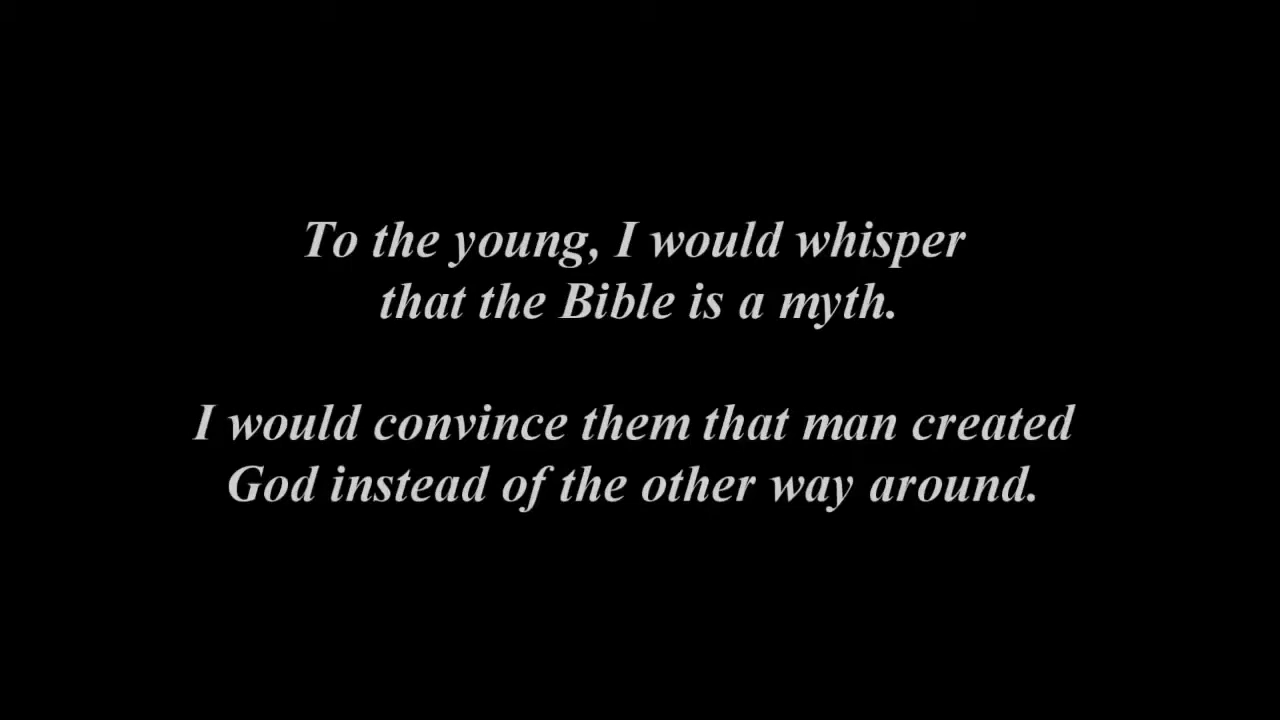 To the young, I would whisper
that the Bible is a myth.
I would convince them that man created
God instead of the other way around.